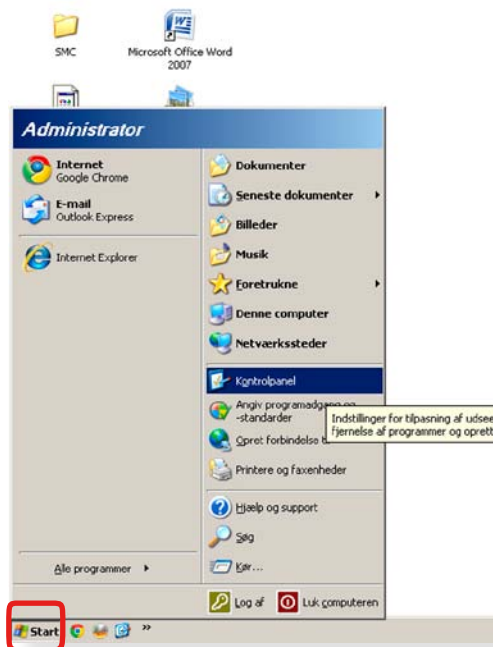 SMC
Microsoft Office Word
2007
Administrator
Internet
Google Chrome
E-mail
Outlook Express
Internet Explorer
Alle programmer
Dokumenter
Seneste dokumenter
Billeder
Musik
Foretrukne
Denne computer
Netværkssteder
Kontrolpanel
Angiv programadgang og
-standarder
Opret forbindelse
Printere og faxenheder
Hjælp og support
Søg
Kør...
Indstillinger for tilpasning af udsee
fjernelse af programmer og oprett
Log af
Luk computeren
Start
»